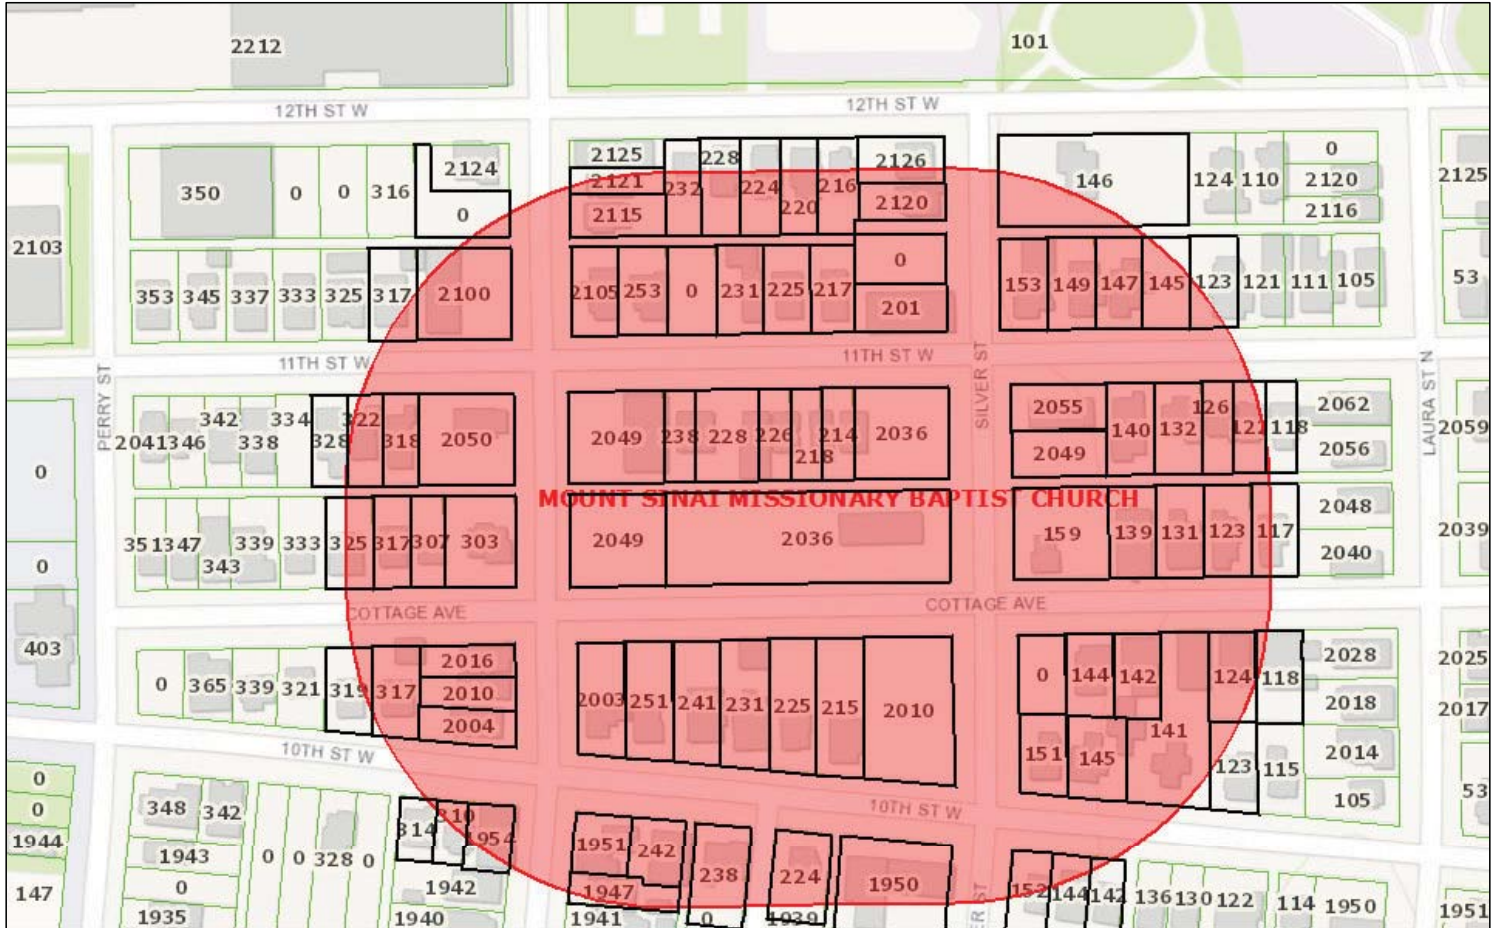 2212
101
12TH ST W
12TH ST W
350 0 0 316 2124 0
2125 2121 2115 232 228 224 220 216 2126 2120
146 124 110 0 2120 2116 2125
2103
353 345 337 333 325 317 2100
2105 253 0 231 225 217 0 201
153 149 147 145 123 121 111 105 53
11TH ST W
11TH ST W
PERRY ST
SILVER ST
LAURA ST N
2041 346 342 338 334 328 322 318 2050
2049 238 228 226 218 214 2036
2055 2049 140 132 126 118 2062 2056 2059
0
MOUNT SINAI MISSIONARY BAPTIST CHURCH
351 347 343 339 333 325 317 307 303
2049 2036
159 139 131 123 117 2048 2040 2039
0
COTTAGE AVE
COTTAGE AVE
403
0 365 339 321 319 317 2016 2010 2004
2003 251 241 231 225 215 2010
0 144 142 124 118 2028 2018 2025 2017
151 145 141 123 115 2014 105 53
10TH ST W
10TH ST W
0
0
1944
147
348 342 1943 0 1935 0 0 328 0 314 310 1954 1942 1940
1951 242 1947 1941 238 0 224 1939 1950
ER ST
152 144 142 136 130 122 114 1950 1951